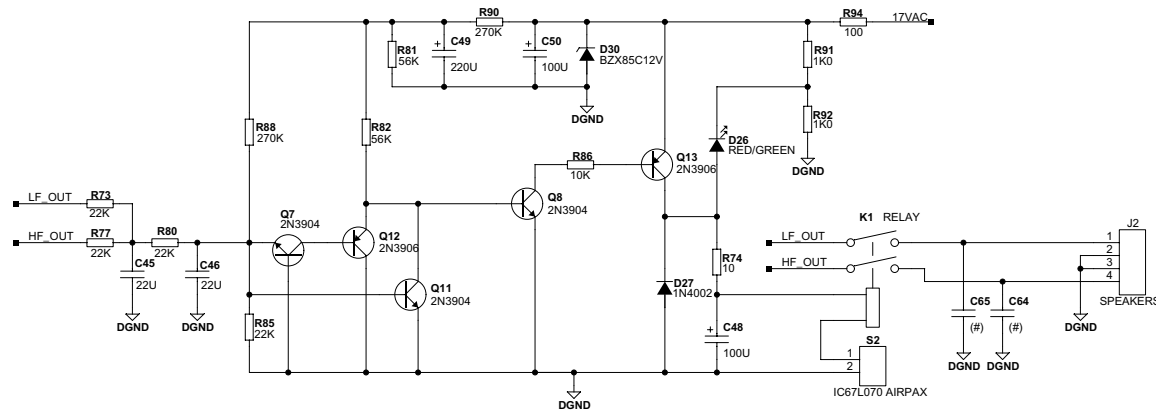 R90
270K
R94
100
17VAC
R81
56K
+
C49
220U
+
C50
100U
D30
BZX85C12V
DGND
R91
1K0
R92
1K0
DGND
D26
RED/GREEN
R88
270K
R82
56K
R86
10K
Q13
2N3906
Q8
2N3904
LF_OUT
R73
22K
HF_OUT
R77
22K
R80
22K
Q7
2N3904
Q12
2N3906
C45
22U
DGND
C46
22U
DGND
Q11
2N3904
R85
22K
R74
10
D27
1N4002
+
C48
100U
K1 RELAY
LF_OUT
HF_OUT
J2
1
2
3
4
SPEAKERS
C65
(#)
DGND
C64
(#)
DGND
DGND
S2
1
2
IC67L070 AIRPAX
DGND